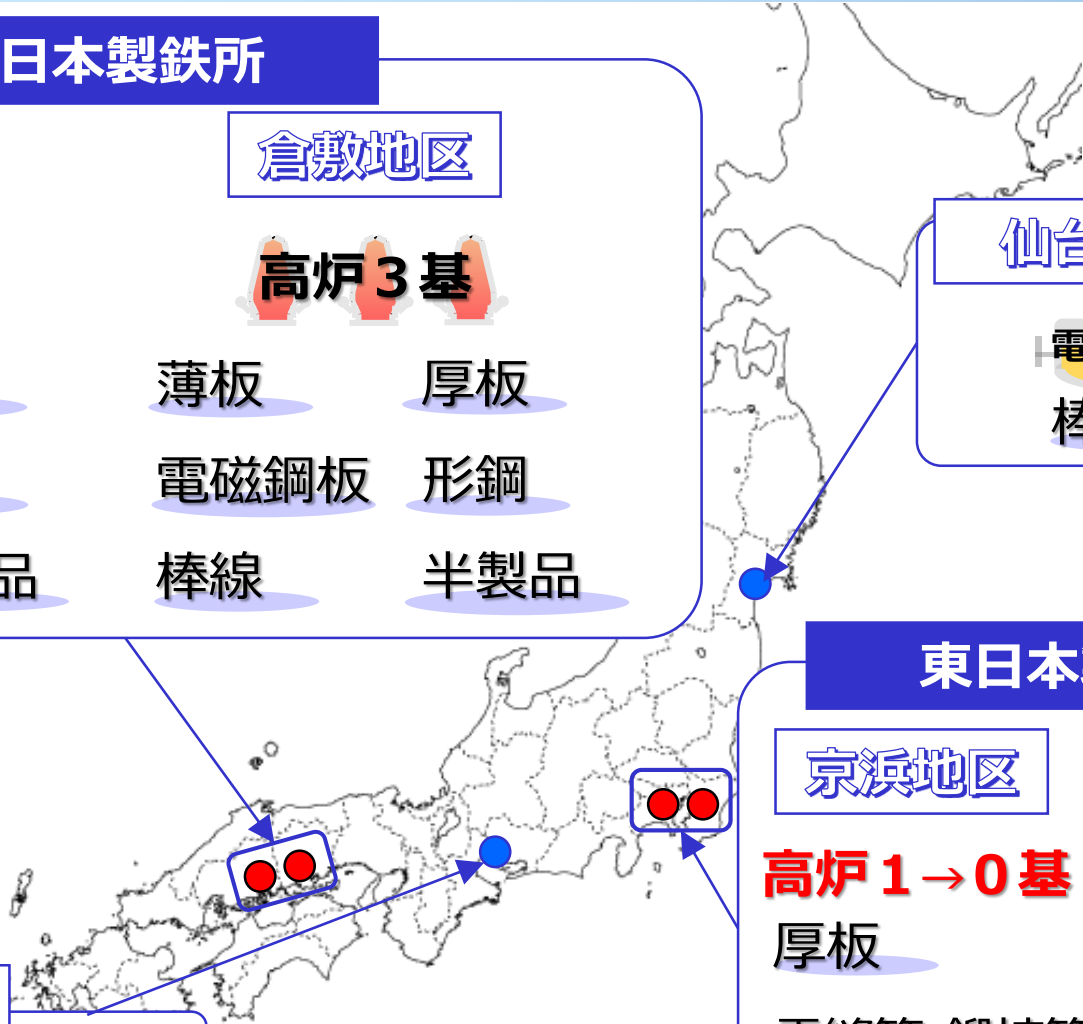 日本製鉄所
倉敷地区
高炉３基
薄板 厚板
電磁鋼板 形鋼
品 棒線 半製品
仙台
電
棒
東日本
京浜地区
高炉１→０基
厚板